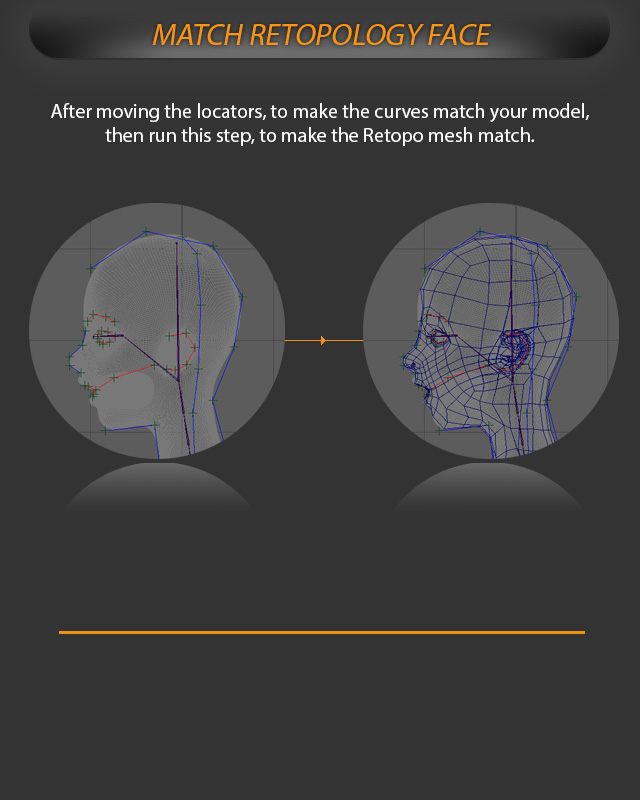 MATCH RETOPOLOGY FACE
After moving the locators, to make the curves match your model,
then run this step, to make the Retopo mesh match.